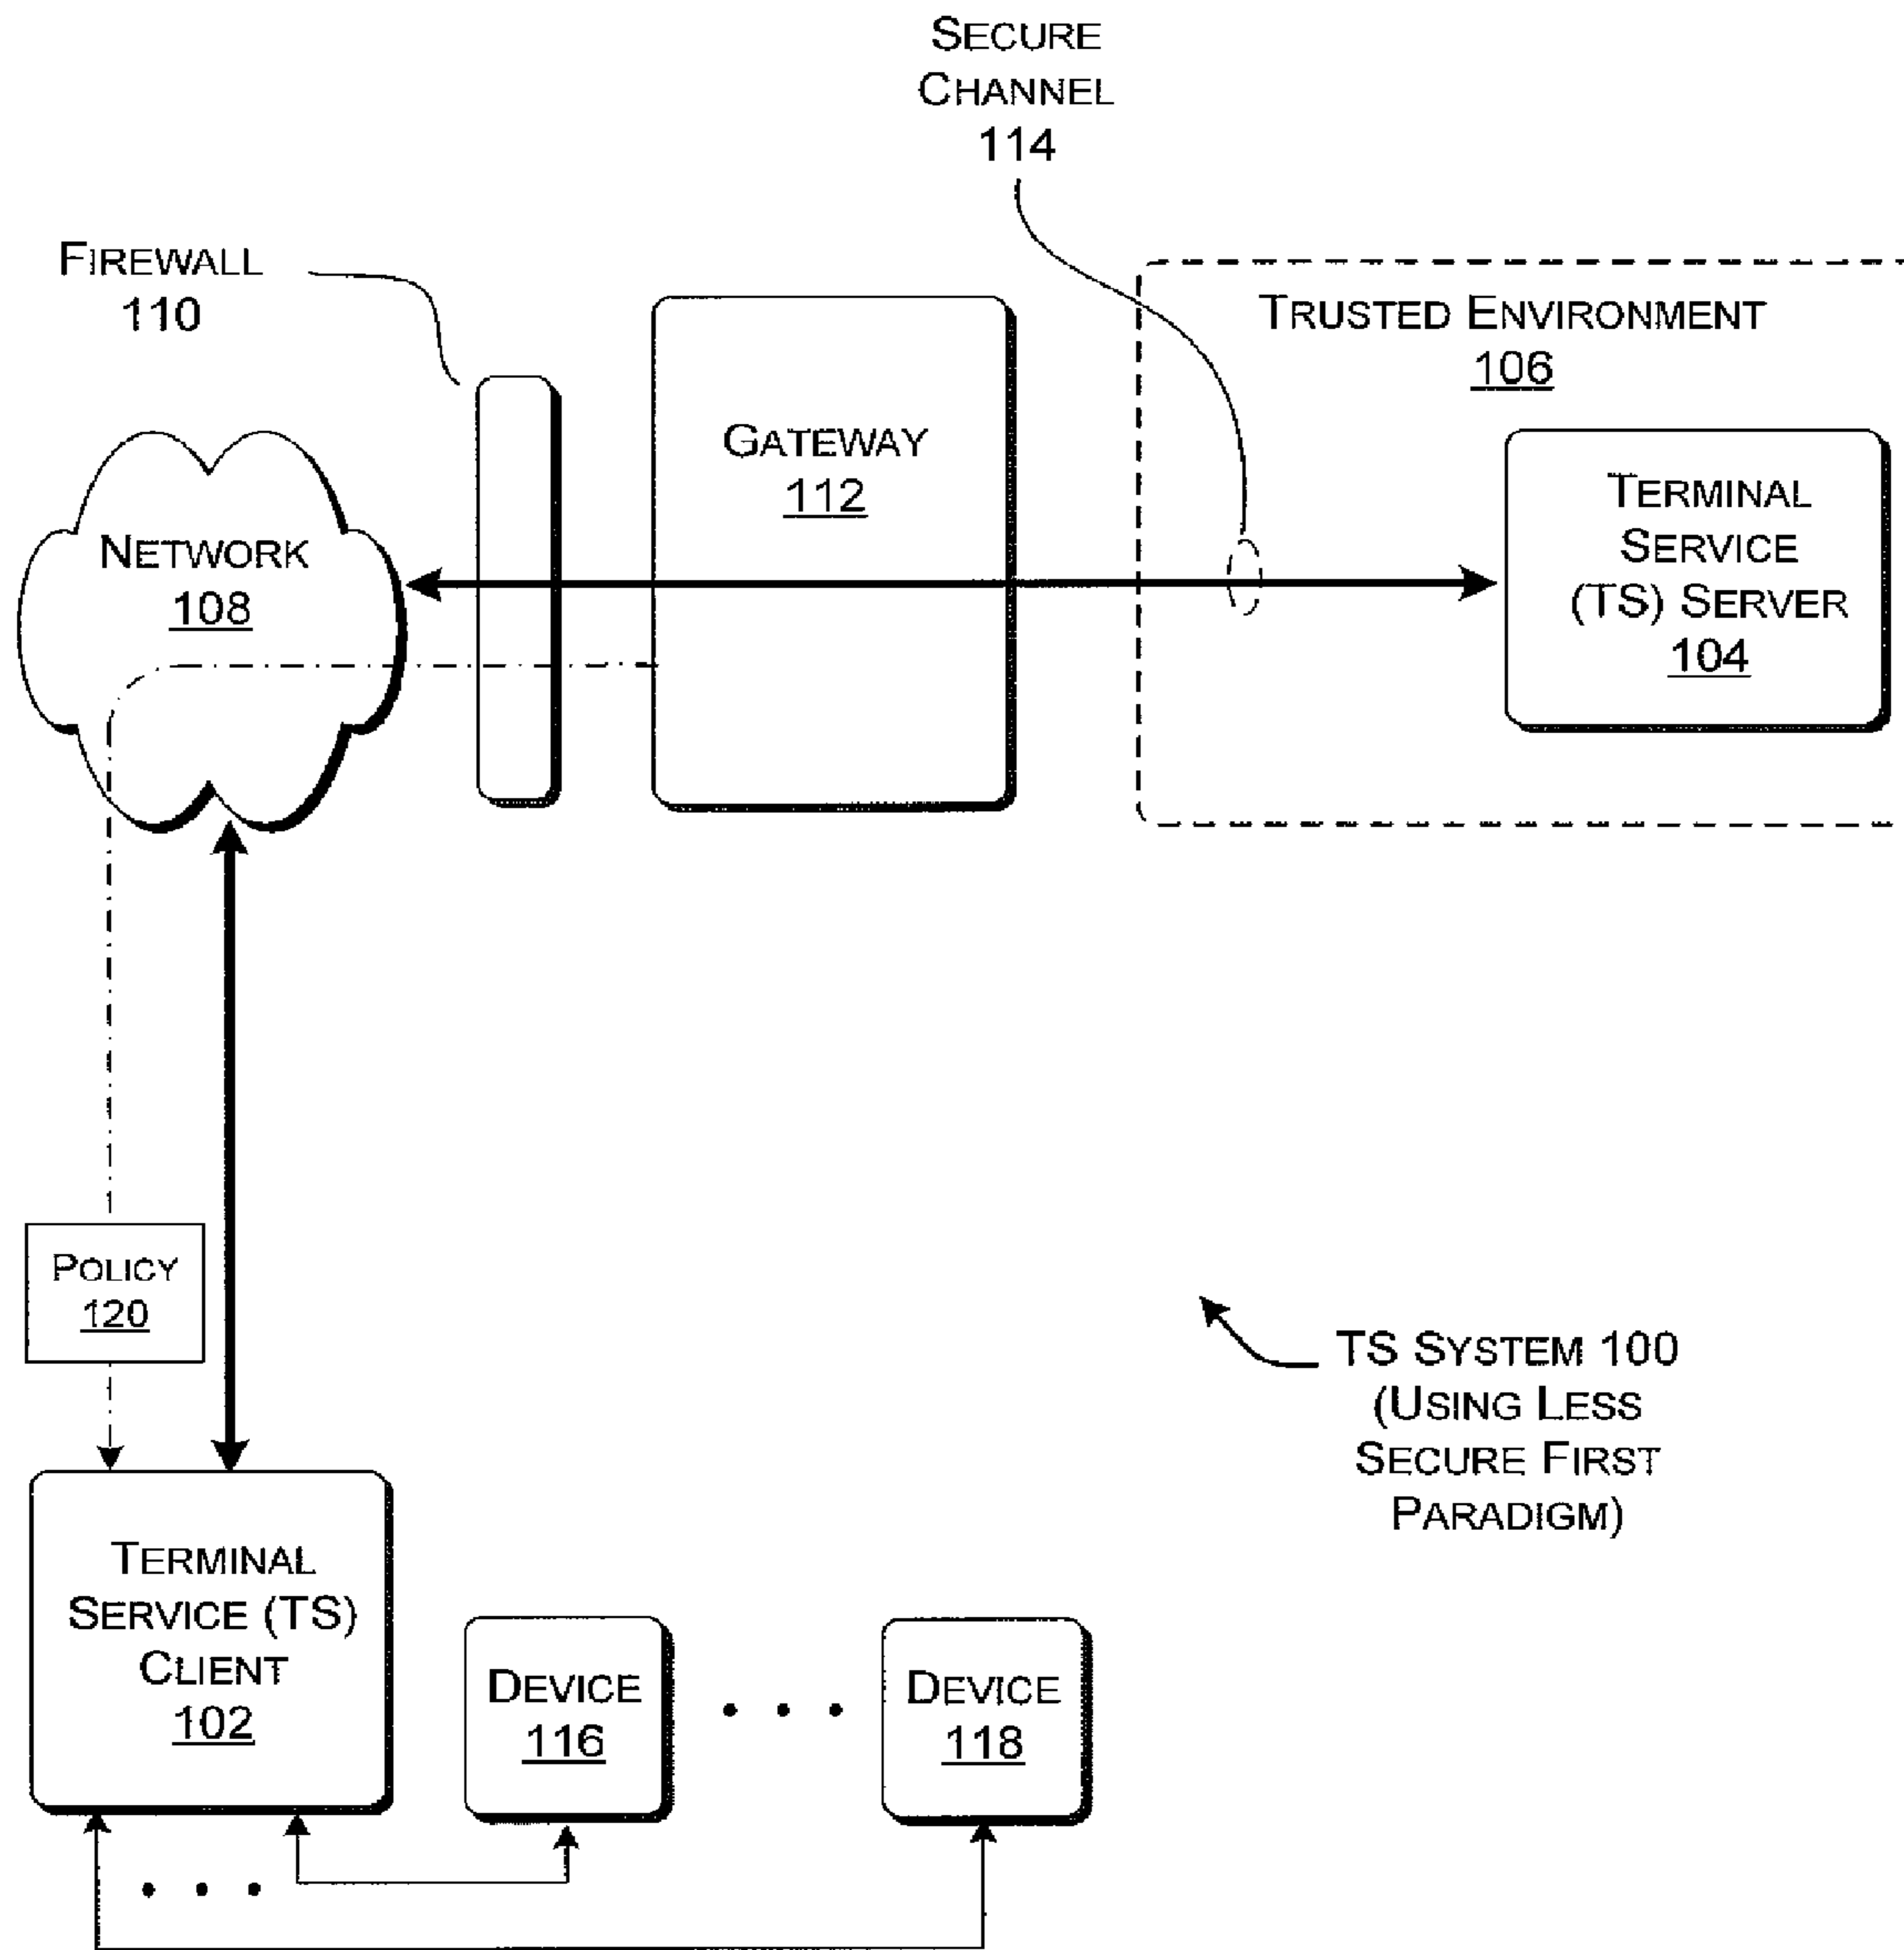 SECURE
CHANNEL
114
FIREWALL
110
TRUSTED ENVIRONMENT
106
GATEWAY
112
TERMINAL
SERVICE
(TS) SERVER
104
NETWORK
108
POLICY
120
TS SYSTEM 100
(USING LESS
SECURE FIRST
PARADIGM)
TERMINAL
SERVICE (TS)
CLIENT
102
DEVICE
116
DEVICE
118